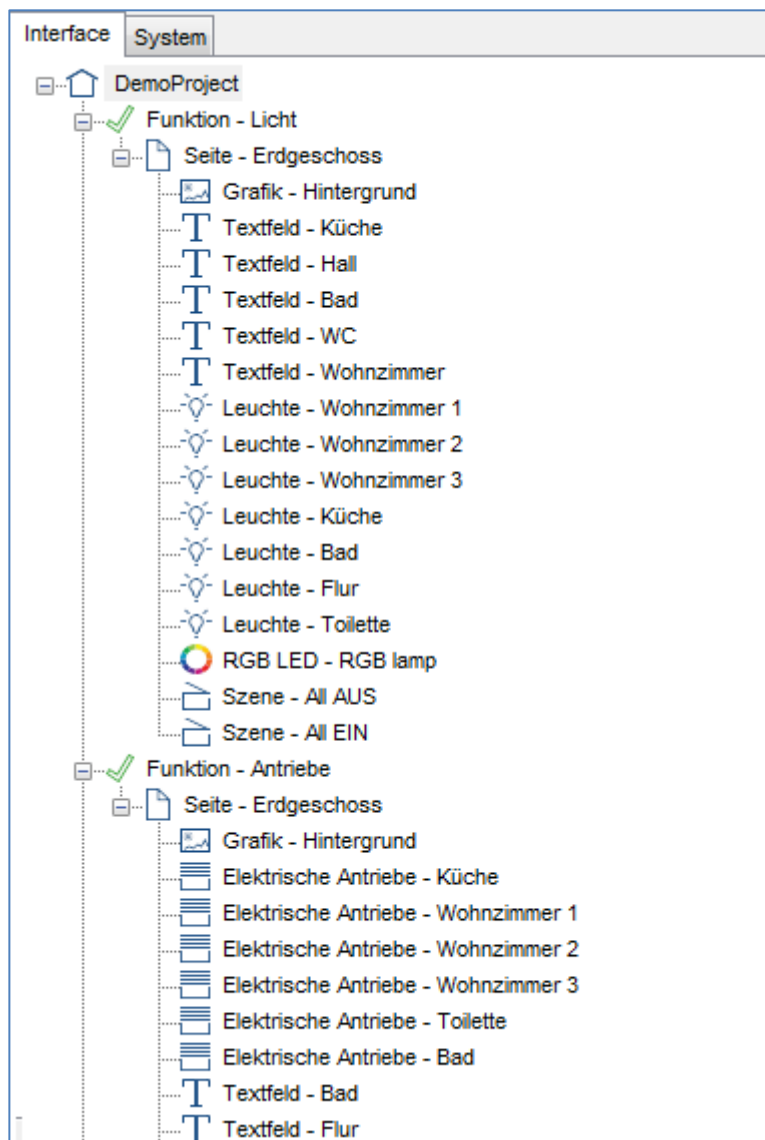 Interface System
DemoProject
Funktion - Licht
Seite - Erdgeschoss
Grafik - Hintergrund
Textfeld - Küche
Textfeld - Hall
Textfeld - Bad
Textfeld - WC
Textfeld - Wohnzimmer
Leuchte - Wohnzimmer 1
Leuchte - Wohnzimmer 2
Leuchte - Wohnzimmer 3
Leuchte - Küche
Leuchte - Bad
Leuchte - Flur
Leuchte - Toilette
RGB LED - RGB lamp
Szene - All AUS
Szene - All EIN
Funktion - Antriebe
Seite - Erdgeschoss
Grafik - Hintergrund
Elektrische Antriebe - Küche
Elektrische Antriebe - Wohnzimmer 1
Elektrische Antriebe - Wohnzimmer 2
Elektrische Antriebe - Wohnzimmer 3
Elektrische Antriebe - Toilette
Elektrische Antriebe - Bad
Textfeld - Bad
Textfeld - Flur